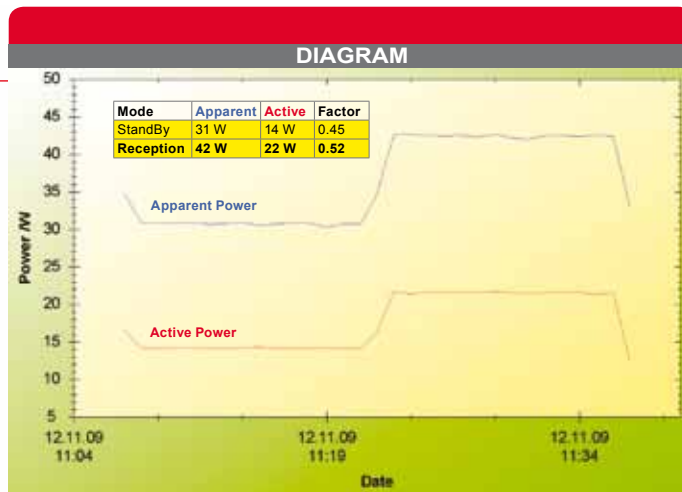 DIAGRAM
50
45
40
35
30
25
20
15
10
5
Power /W
Mode Apparent Active Factor
StandBy 31 W 14 W 0.45
Reception 42 W 22 W 0.52
Apparent Power
Active Power
12.11.09 12.11.09 12.11.09
11:04 11:19 11:34
Date